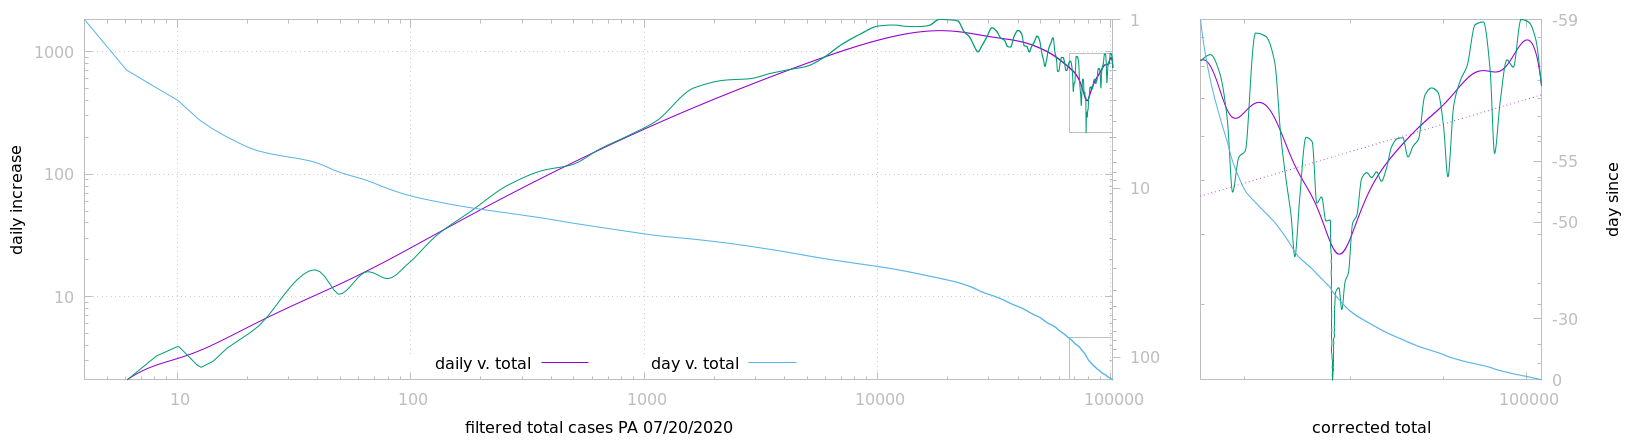 1000
100
10
daily increase
10
100
1000
10000
100000
filtered total cases PA 07/20/2020
daily v. total
day v. total
1
10
100
-59
-55
-50
-30
0
day since
100000
corrected total